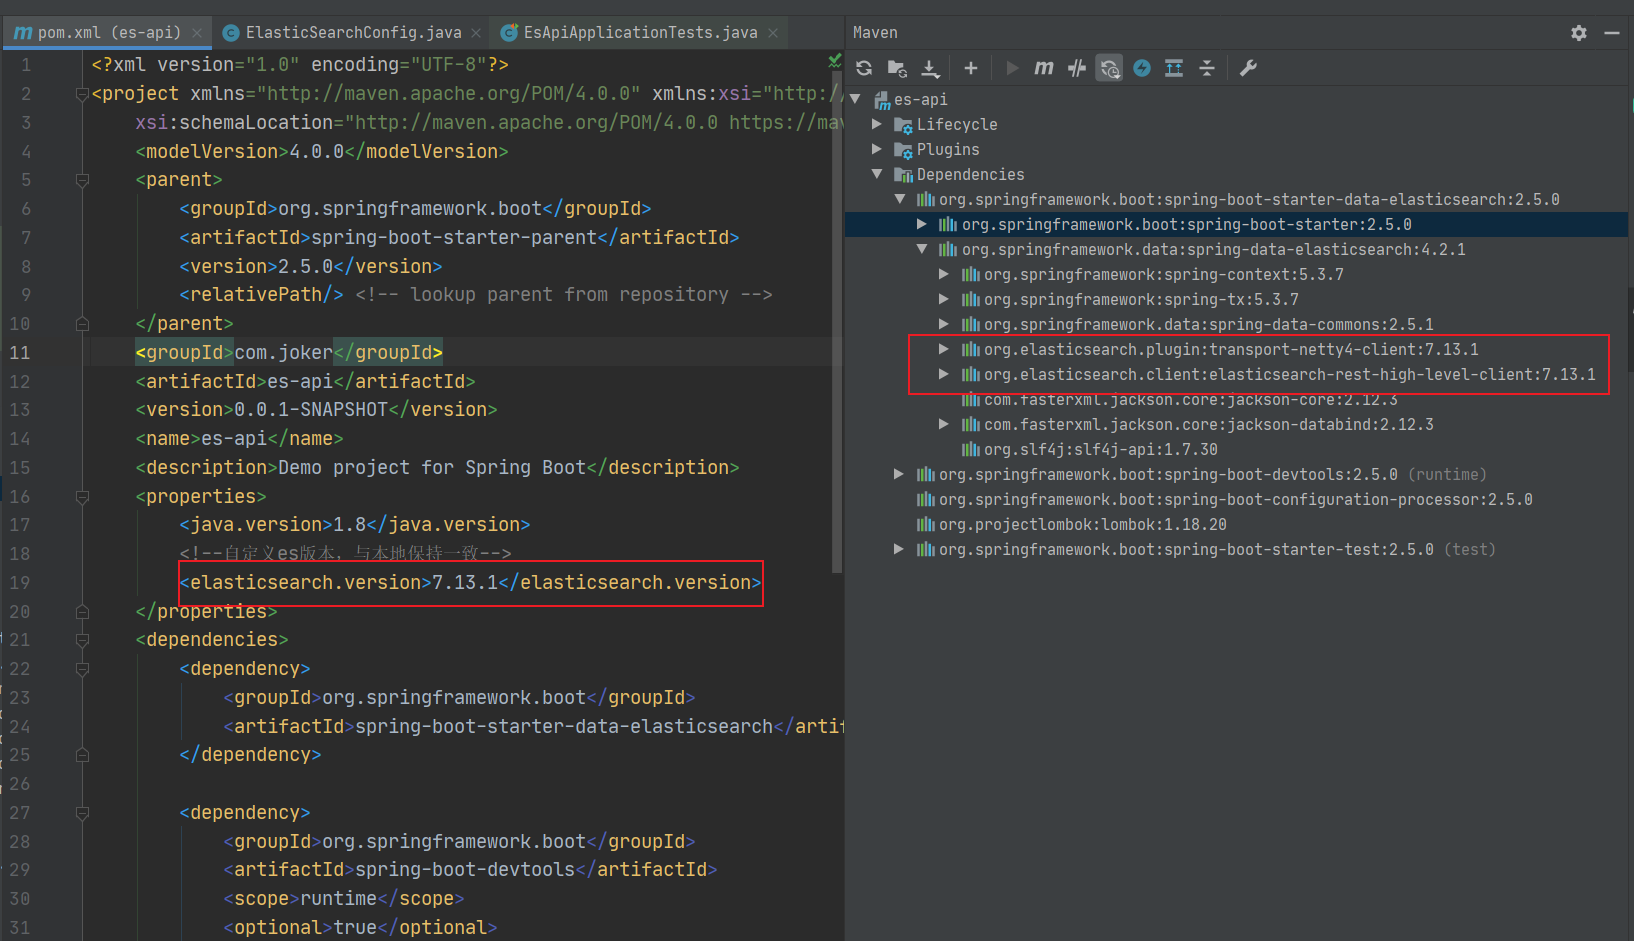 pom.xml (es-api)
ElasticSearchConfig.java
EsApiApplicationTests.java
Maven
1 <?xml version="1.0" encoding="UTF-8"?>
2 <project xmlns="http://maven.apache.org/POM/4.0.0" xmlns:xsi="http:/
3 xsi:schemaLocation="http://maven.apache.org/POM/4.0.0 https://mav
4 <modelVersion>4.0.0</modelVersion>
5 <parent>
6 <groupId>org.springframework.boot</groupId>
7 <artifactId>spring-boot-starter-parent</artifactId>
8 <version>2.5.0</version>
9 <relativePath/> <!-- lookup parent from repository -->
10 </parent>
11 <groupId>com.joker</groupId>
12 <artifactId>es-api</artifactId>
13 <version>0.0.1-SNAPSHOT</version>
14 <name>es-api</name>
15 <description>Demo project for Spring Boot</description>
16 <properties>
17 <java.version>1.8</java.version>
18 <!--自定义es版本，与本地保持一致-->
19 <elasticsearch.version>7.13.1</elasticsearch.version>
20 </properties>
21 <dependencies>
22 <dependency>
23 <groupId>org.springframework.boot</groupId>
24 <artifactId>spring-boot-starter-data-elasticsearch</artif
25 </dependency>
26
27 <dependency>
28 <groupId>org.springframework.boot</groupId>
29 <artifactId>spring-boot-devtools</artifactId>
30 <scope>runtime</scope>
31 <optional>true</optional>
es-api
Lifecycle
Plugins
Dependencies
org.springframework.boot:spring-boot-starter-data-elasticsearch:2.5.0
org.springframework.boot:spring-boot-starter:2.5.0
org.springframework.data:spring-data-elasticsearch:4.2.1
org.springframework:spring-context:5.3.7
org.springframework:spring-tx:5.3.7
org.springframework.data:spring-data-commons:2.5.1
org.elasticsearch.plugin:transport-netty4-client:7.13.1
org.elasticsearch.client:elasticsearch-rest-high-level-client:7.13.1
com.fasterxml.jackson.core:jackson-core:2.12.3
com.fasterxml.jackson.core:jackson-databind:2.12.3
org.slf4j:slf4j-api:1.7.30
org.springframework.boot:spring-boot-devtools:2.5.0 (runtime)
org.springframework.boot:spring-boot-configuration-processor:2.5.0
org.projectlombok:lombok:1.18.20
org.springframework.boot:spring-boot-starter-test:2.5.0 (test)